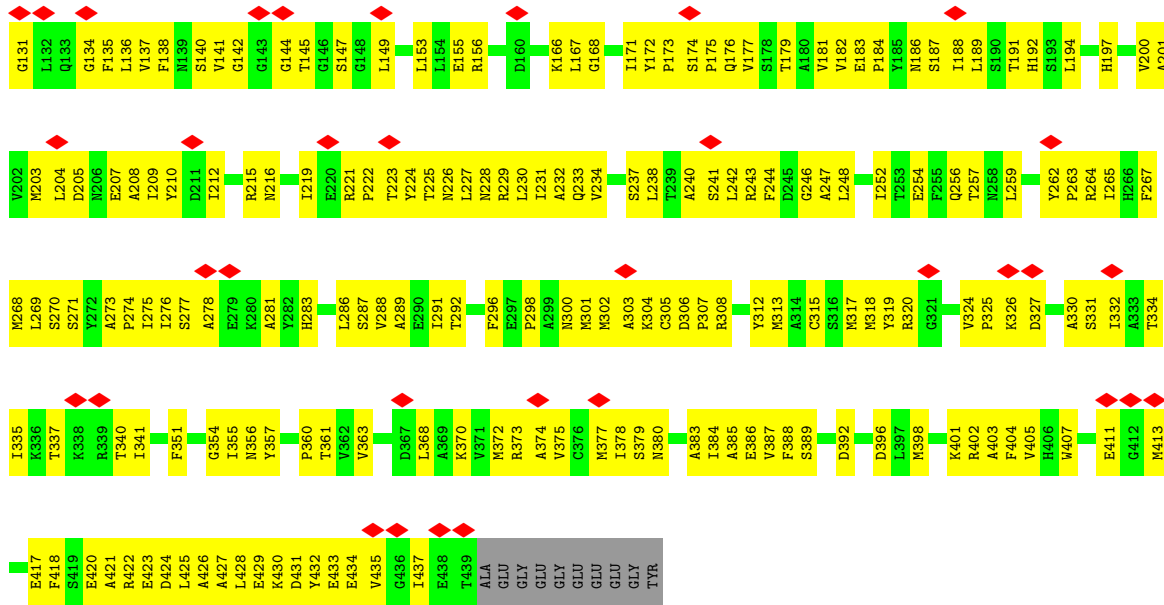 G131 L132 Q133 G134 F135 L136 V137 F138 N139 S140 V141 G142 G143 G144 T145 G146 S147 G148 L149 L153 L154 E155 R156 D160 K166 L167 G168 I171 Y172 P173 S174 P175 Q176 V177 S178 T179 A180 V181 V182 E183 P184 Y185 N186 S187 I188 L189 S190 T191 H192 S193 L194 H197 V200 A201
V202 M203 L204 D205 N206 E207 A208 I209 Y210 D211 I212 R215 N216 I219 E220 R221 P222 T223 Y224 T225 N226 L227 N228 R229 L230 I231 A232 Q233 V234 S237 L238 T239 A240 S241 L242 R243 F244 D245 G246 A247 L248 I252 T253 E254 F255 Q256 T257 N258 L259 Y262 P263 R264 I265 H266 F267
M268 L269 S270 S271 Y272 A273 P274 I275 I276 S277 A278 E279 K280 A281 Y282 H283 L286 S287 V288 A289 E290 I291 T292 F296 E297 P298 A299 N300 M301 M302 A303 K304 C305 D306 P307 R308 Y312 M313 A314 C315 S316 M317 M318 Y319 R320 G321 V324 P325 K326 D327 A330 S331 I332 A333 T334
I335 K336 T337 K338 R339 T340 I341 F351 G354 I355 N356 Y357 P360 T361 V362 V363 D367 L368 A369 K370 V371 M372 R373 A374 V375 C376 M377 I378 S379 N380 A383 I384 A385 E386 V387 F388 S389 D392 D396 L397 M398 K401 R402 A403 F404 V405 H406 W407 E411 G412 M413
E417 F418 S419 E420 A421 R422 E423 D424 L425 A426 A427 L428 E429 K430 D431 Y432 E433 E434 V435 G436 I437 E438 T439 ALA GLU GLY GLU GLY GLU GLU GLU GLY TYR